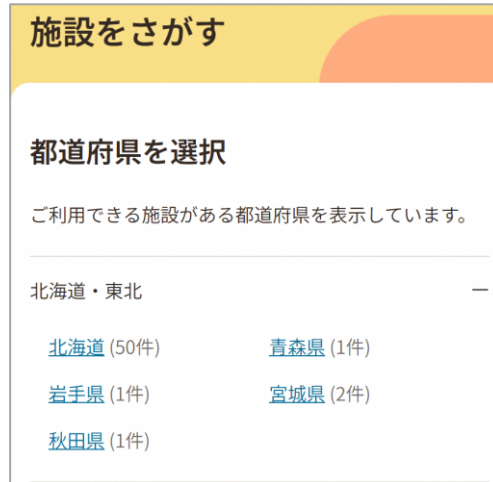 施設をさがす
都道府県を選択
ご利用できる施設がある都道府県を表示しています。
北海道・東北
北海道 (50件) 青森県 (1件)
岩手県 (1件) 宮城県 (2件)
秋田県 (1件)